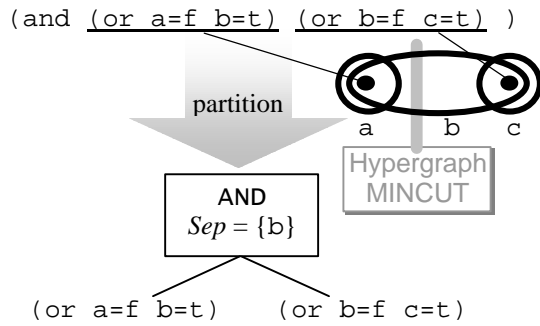 (and (or a=f b=t) (or b=f c=t) )
partition
a b c
Hypergraph
MINCUT
AND
Sep = {b}
(or a=f b=t) (or b=f c=t)